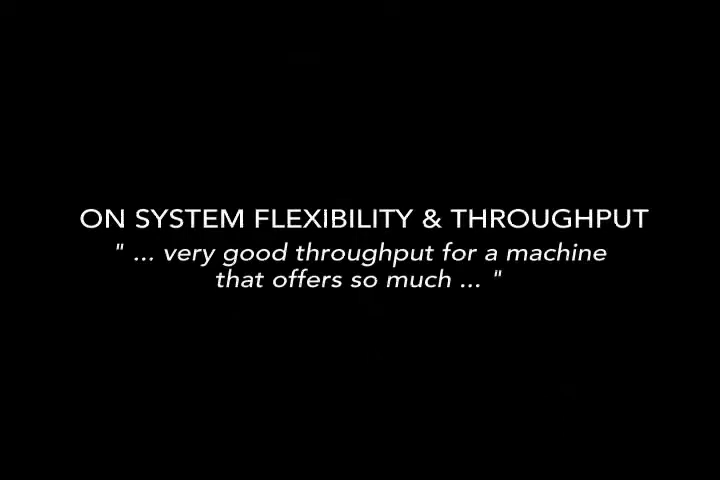 ON SYSTEM FLEXIBILITY & THROUGHPUT
" ... very good throughput for a machine
that offers so much ... "